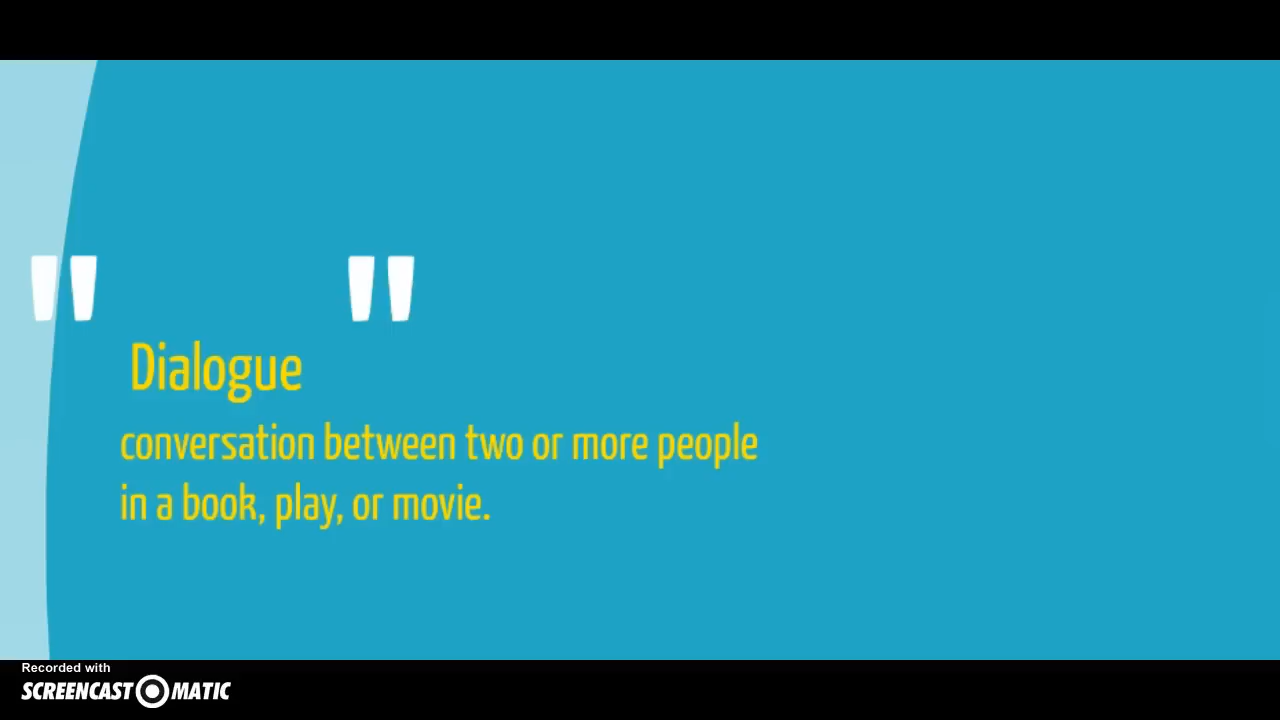 " "
Dialogue
conversation between two or more people
in a book, play, or movie.
Recorded with
SCREENCAST MATIC